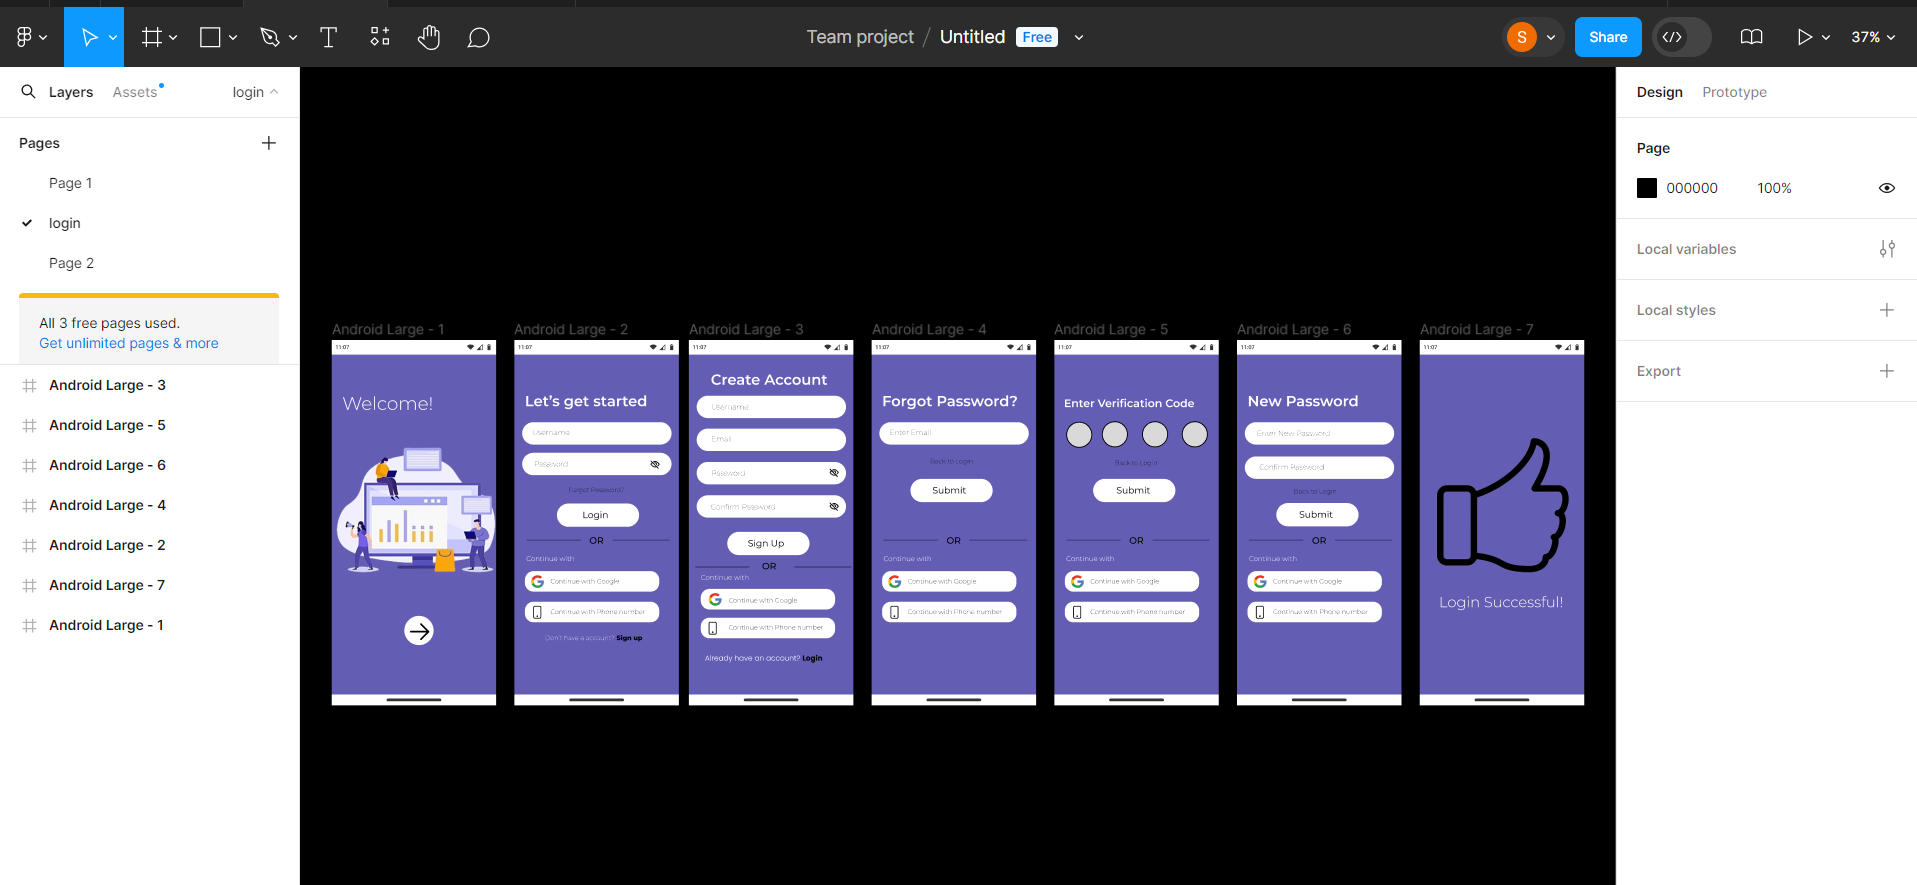 Team project / Untitled Free
S
Share
37%
Layers
Assets
login
Pages
Page 1
login
Page 2
All 3 free pages used.
Get unlimited pages & more
Android Large - 3
Android Large - 5
Android Large - 6
Android Large - 4
Android Large - 2
Android Large - 7
Android Large - 1
Android Large - 1
11:07
Welcome!
Android Large - 2
11:07
Let's get started
Username
Password
Forgot Password?
Login
OR
Continue with
Continue with Google
Continue with Phone number
Don't have a account? Sign up
Android Large - 3
11:07
Create Account
Username
Email
Password
Confirm Password
Sign Up
OR
Continue with
Continue with Google
Continue with Phone number
Already have an account? Login
Android Large - 4
11:07
Forgot Password?
Enter Email
Back to Login
Submit
OR
Continue with
Continue with Google
Continue with Phone number
Android Large - 5
11:07
Enter Verification Code
Back to Login
Submit
OR
Continue with
Continue with Google
Continue with Phone number
Android Large - 6
11:07
New Password
Enter New Password
Confirm Password
Back to Login
Submit
OR
Continue with
Continue with Google
Continue with Phone number
Android Large - 7
11:07
Login Successful!
Design
Prototype
Page
000000 100%
Local variables
Local styles
Export